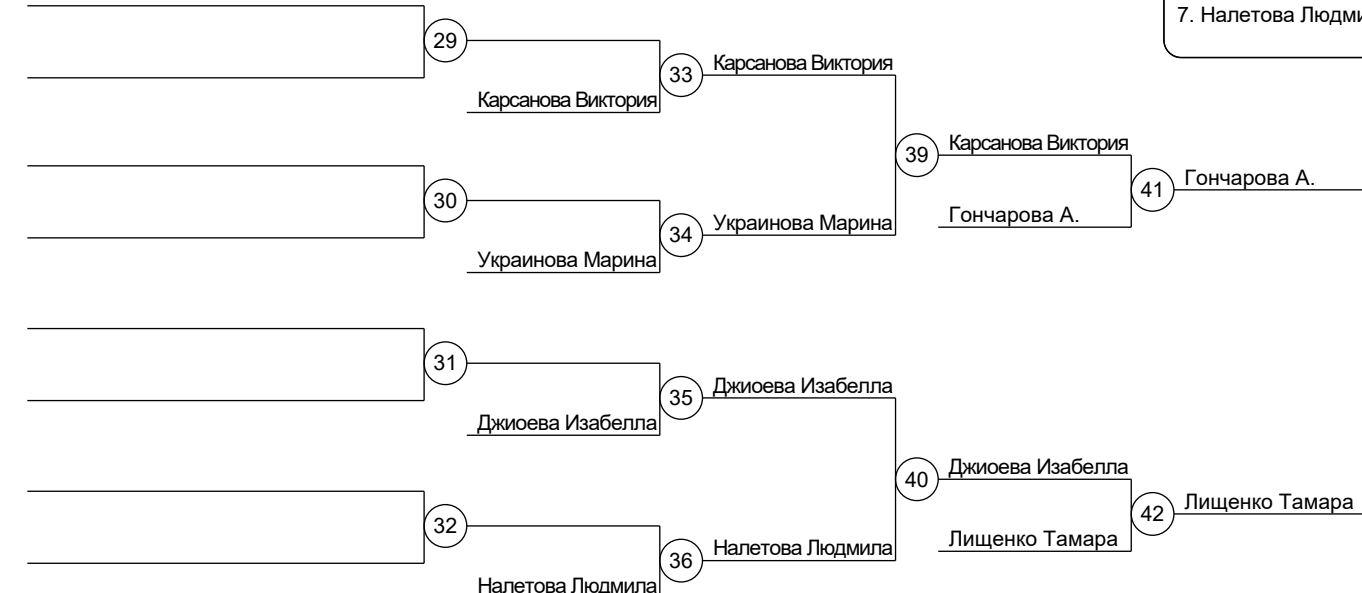 7. Налетова Людми
29
33
Карсанова Виктория
Карсанова Виктория
39
Карсанова Виктория
41
Гончарова А.
30
34
Украинова Марина
Гончарова А.
Украинова Марина
31
35
Джиоева Изабелла
Джиоева Изабелла
40
Джиоева Изабелла
42
Лищенко Тамара
32
36
Налетова Людмила
Лищенко Тамара
Налетова Людмила